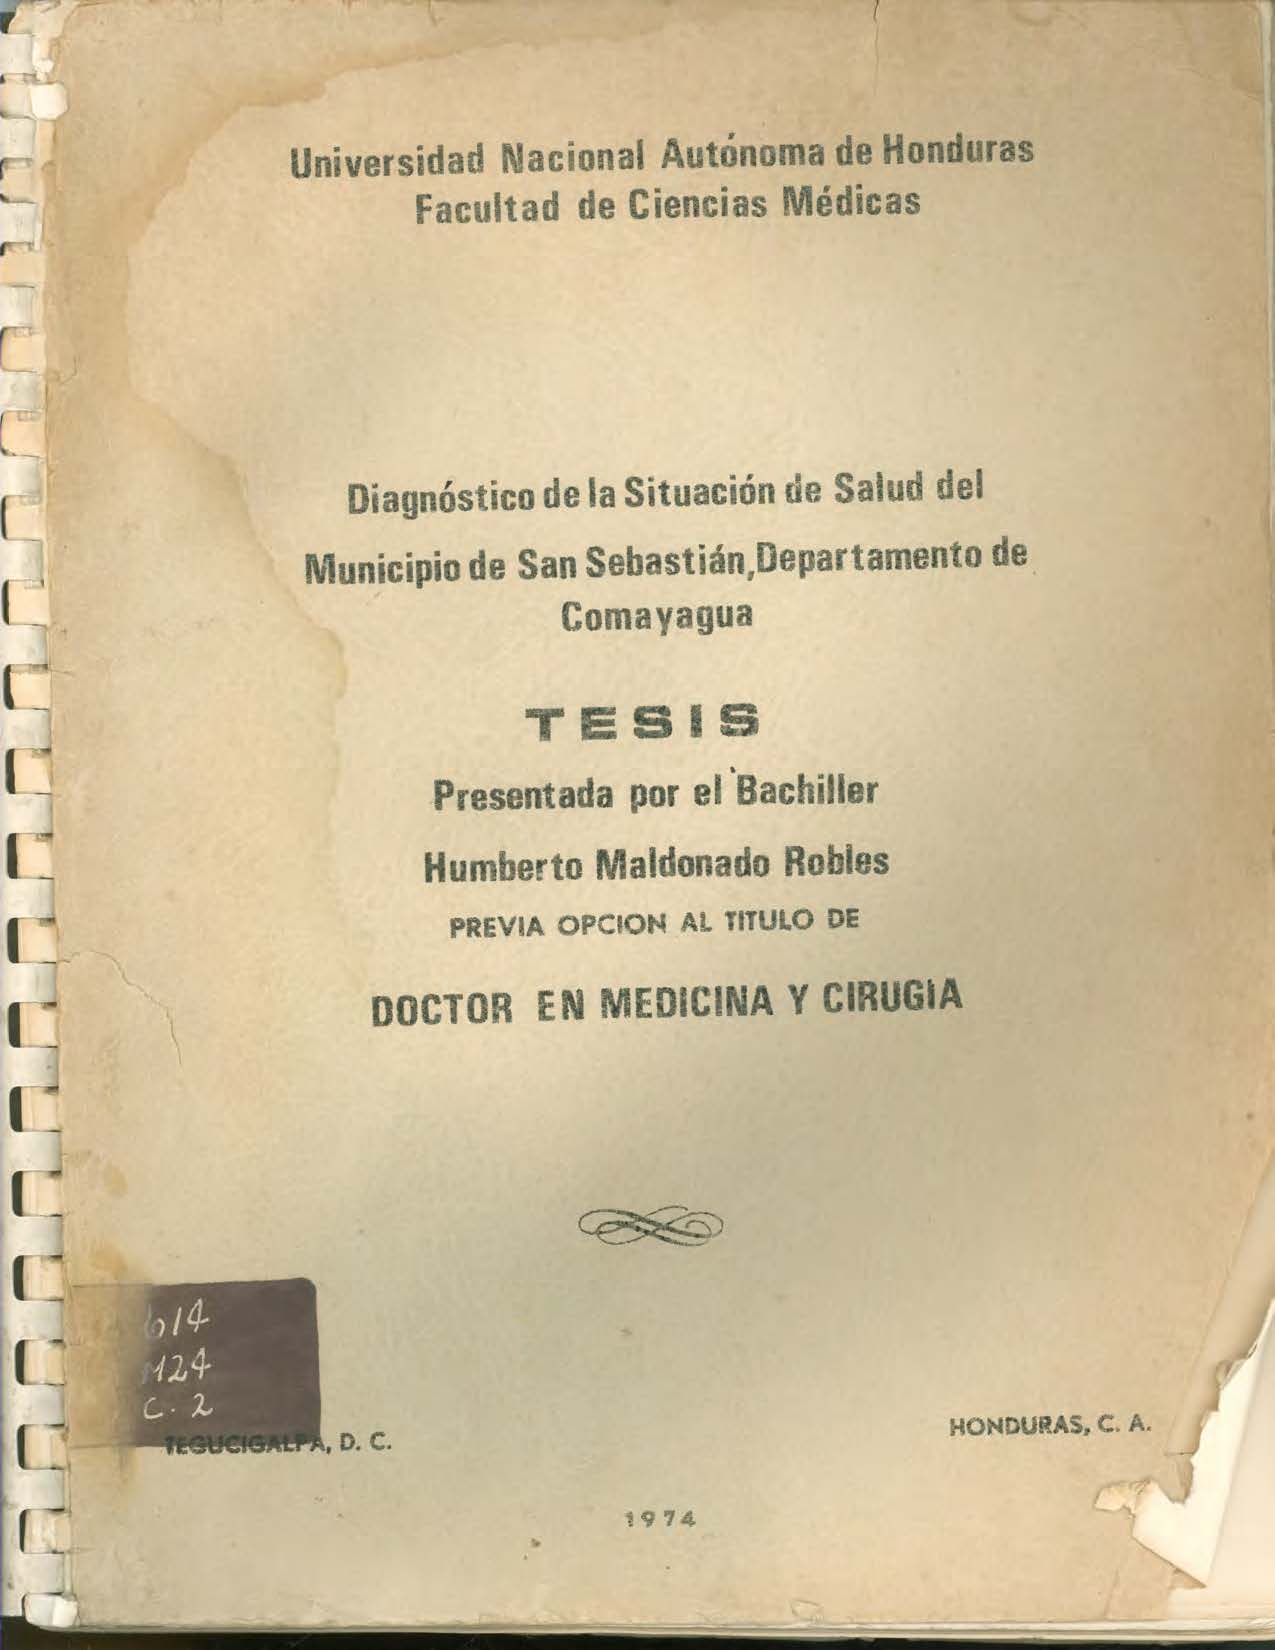 Universidad Nacional Autónoma de Honduras
Facultad de Ciencias Médicas
Diagnóstico de la Situación de Salud del
Municipio de San Sebastián, Departamento de
Comayagua
TESIS
Presentada por el Bachiller
Humberto Maldonado Robles
PREVIA OPCION AL TITULO DE
DOCTOR EN MEDICINA Y CIRUGIA
614
M24
C. 2
TEGUCIGALPA, D. C.
HONDURAS, C. A.
1974